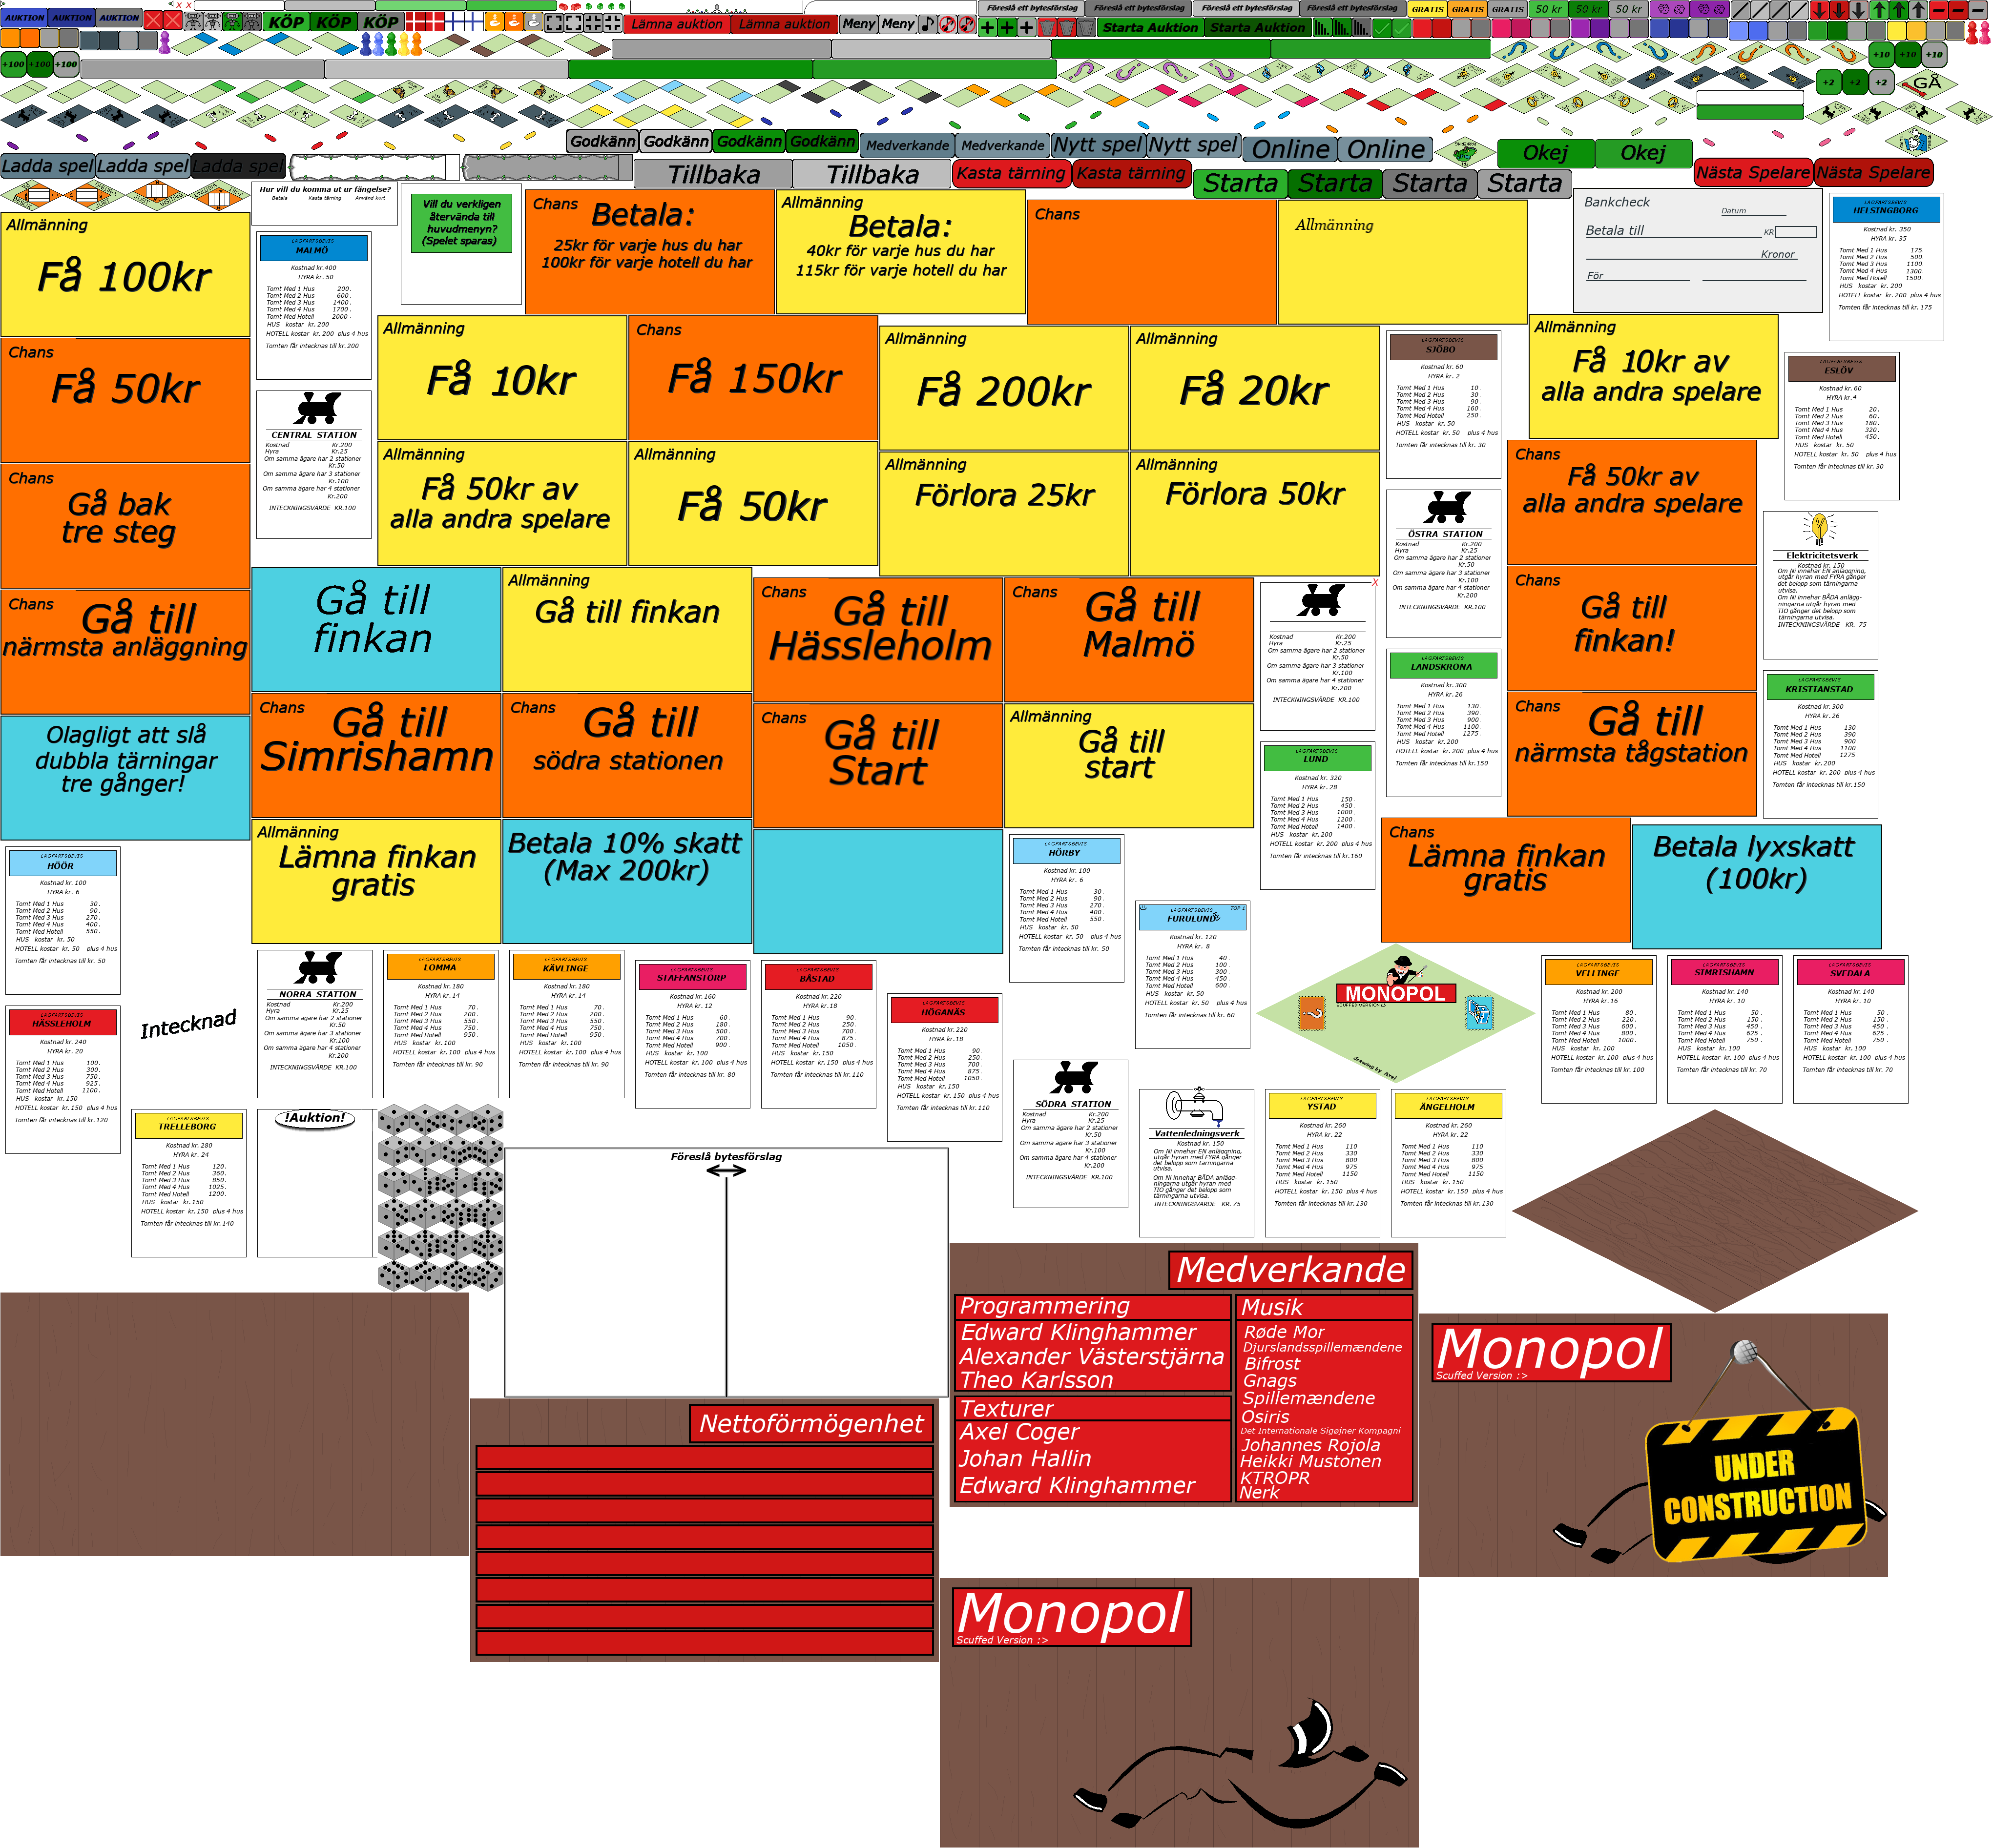 AUKTION AUKTION AUKTION
KÖP KÖP KÖP
Lämna auktion Lämna auktion
Meny Meny
Föreslå ett bytesförslag Föreslå ett bytesförslag Föreslå ett bytesförslag Föreslå ett bytesförslag
Starta Auktion Starta Auktion
GRATIS GRATIS GRATIS
50 kr 50 kr 50 kr
+100 +100 +100
+10 +10 +10
+2 +2 +2
GÅ
Godkänn Godkänn Godkänn Godkänn
Medverkande Medverkande
Nytt spel Nytt spel
Online Online
Okej Okej
Ladda spel Ladda spel Ladda spel
Tillbaka Tillbaka
Kasta tärning Kasta tärning
Starta Starta Starta Starta
Nästa Spelare Nästa Spelare
Hur vill du komma ut ur fängelse?
Betala Kasta tärning Använd kort
Vill du verkligen
återvända till
huvudmenyn?
(Spelet sparas)
Chans
Betala:
25kr för varje hus du har
100kr för varje hotell du har
Allmänning
Betala:
40kr för varje hus du har
115kr för varje hotell du har
Chans
Allmänning
Bankcheck
Datum
Betala till
KR
Kronor
För
LAGFARTSBEVIS
HELSINGBORG
Kostnad kr. 350
HYRA kr. 35
Tomt Med 1 Hus 175.
Tomt Med 2 Hus 500.
Tomt Med 3 Hus 1100.
Tomt Med 4 Hus 1300.
Tomt Med Hotell 1500.
HUS kostar kr. 200
HOTELL kostar kr. 200 plus 4 hus
Tomten får intecknas till kr. 175
Allmänning
Få 100kr
LAGFARTSBEVIS
MALMÖ
Kostnad kr.400
HYRA kr. 50
Tomt Med 1 Hus 200.
Tomt Med 2 Hus 600.
Tomt Med 3 Hus 1400.
Tomt Med 4 Hus 1700.
Tomt Med Hotell 2000.
HUS kostar kr. 200
HOTELL kostar kr. 200 plus 4 hus
Tomten får intecknas till kr.200
Chans
Få 50kr
CENTRAL STATION
Kostnad Kr.200
Hyra Kr.25
Om samma ägare har 2 stationer
Kr.50
Om samma ägare har 3 stationer
Kr.100
Om samma ägare har 4 stationer
Kr.200
INTECKNINGSVÄRDE KR.100
Allmänning
Få 10kr
Chans
Få 150kr
Allmänning
Få 200kr
Allmänning
Få 20kr
LAGFARTSBEVIS
SJÖBO
Kostnad kr.60
HYRA kr. 2
Tomt Med 1 Hus 10.
Tomt Med 2 Hus 30.
Tomt Med 3 Hus 90.
Tomt Med 4 Hus 160.
Tomt Med Hotell 250.
HUS kostar kr. 50
HOTELL kostar kr. 50 plus 4 hus
Tomten får intecknas till kr. 30
Allmänning
Få 10kr av
alla andra spelare
LAGFARTSBEVIS
ESLÖV
Kostnad kr. 60
HYRA kr.4
Tomt Med 1 Hus 20.
Tomt Med 2 Hus 60.
Tomt Med 3 Hus 180.
Tomt Med 4 Hus 320.
Tomt Med Hotell 450.
HUS kostar kr. 50
HOTELL kostar kr. 50 plus 4 hus
Tomten får intecknas till kr. 30
Chans
Gå bak
tre steg
Allmänning
Få 50kr av
alla andra spelare
Allmänning
Få 50kr
Allmänning
Förlora 25kr
Allmänning
Förlora 50kr
ÖSTRA STATION
Kostnad Kr.200
Hyra Kr.25
Om samma ägare har 2 stationer
Kr.50
Om samma ägare har 3 stationer
Kr.100
Om samma ägare har 4 stationer
Kr.200
INTECKNINGSVÄRDE KR.100
Chans
Få 50kr av
alla andra spelare
Elektricitetsverk
Kostnad kr. 150
Om Ni innehar EN anläggning,
utgår hyran med FYRA gånger
det belopp som tärningarna
utvisa.
Om Ni innehar BÅDA anlägg-
ningarna utgår hyran med
TIO gånger det belopp som
tärningarna utvisa.
INTECKNINGSVÄRDE KR. 75
Chans
Gå till
närmsta anläggning
Gå till
finkan
Allmänning
Gå till finkan
Chans
Gå till
Hässleholm
Chans
Gå till
Malmö
X
Kostnad Kr.200
Hyra Kr.25
Om samma ägare har 2 stationer
Kr.50
Om samma ägare har 3 stationer
Kr.100
Om samma ägare har 4 stationer
Kr.200
INTECKNINGSVÄRDE KR.100
LAGFARTSBEVIS
LANDSKRONA
Kostnad kr.300
HYRA kr.26
Tomt Med 1 Hus 130.
Tomt Med 2 Hus 390.
Tomt Med 3 Hus 900.
Tomt Med 4 Hus 1100.
Tomt Med Hotell 1275.
HUS kostar kr.200
HOTELL kostar kr. 200 plus 4 hus
Tomten får intecknas till kr.150
Chans
Gå till
finkan!
LAGFARTSBEVIS
KRISTIANSTAD
Kostnad kr.300
HYRA kr.26
Tomt Med 1 Hus 130.
Tomt Med 2 Hus 390.
Tomt Med 3 Hus 900.
Tomt Med 4 Hus 1100.
Tomt Med Hotell 1275.
HUS kostar kr.200
HOTELL kostar kr. 200 plus 4 hus
Tomten får intecknas till kr.150
Olagligt att slå
dubbla tärningar
tre gånger!
Chans
Gå till
Simrishamn
Chans
Gå till
södra stationen
Chans
Gå till
Start
Allmänning
Gå till
start
LAGFARTSBEVIS
LUND
Kostnad kr. 320
HYRA kr. 28
Tomt Med 1 Hus 150.
Tomt Med 2 Hus 450.
Tomt Med 3 Hus 1000.
Tomt Med 4 Hus 1200.
Tomt Med Hotell 1400.
HUS kostar kr.200
HOTELL kostar kr. 200 plus 4 hus
Tomten får intecknas till kr.160
Chans
Gå till
närmsta tågstation
Allmänning
Lämna finkan
gratis
Betala 10% skatt
(Max 200kr)
Chans
Lämna finkan
gratis
Betala lyxskatt
(100kr)
LAGFARTSBEVIS
HÖÖR
Kostnad kr. 100
HYRA kr. 6
Tomt Med 1 Hus 30.
Tomt Med 2 Hus 90.
Tomt Med 3 Hus 270.
Tomt Med 4 Hus 400.
Tomt Med Hotell 550.
HUS kostar kr. 50
HOTELL kostar kr. 50 plus 4 hus
Tomten får intecknas till kr. 50
LAGFARTSBEVIS
HÖRBY
Kostnad kr. 100
HYRA kr. 6
Tomt Med 1 Hus 30.
Tomt Med 2 Hus 90.
Tomt Med 3 Hus 270.
Tomt Med 4 Hus 400.
Tomt Med Hotell 550.
HUS kostar kr. 50
HOTELL kostar kr. 50 plus 4 hus
Tomten får intecknas till kr. 50
LAGFARTSBEVIS TOP 1
FURULUND
Kostnad kr. 120
HYRA kr. 8
Tomt Med 1 Hus 40.
Tomt Med 2 Hus 100.
Tomt Med 3 Hus 300.
Tomt Med 4 Hus 450.
Tomt Med Hotell 600.
HUS kostar kr. 50
HOTELL kostar kr. 50 plus 4 hus
Tomten får intecknas till kr. 60
MONOPOL
SCUFFED VERSION
drawing by Axel
LAGFARTSBEVIS
HÄSSLEHOLM
Kostnad kr. 240
HYRA kr. 20
Tomt Med 1 Hus 100.
Tomt Med 2 Hus 300.
Tomt Med 3 Hus 750.
Tomt Med 4 Hus 925.
Tomt Med Hotell 1100.
HUS kostar kr.150
HOTELL kostar kr.150 plus 4 hus
Tomten får intecknas till kr.120
Intecknad
NORRA STATION
Kostnad Kr.200
Hyra Kr.25
Om samma ägare har 2 stationer
Kr.50
Om samma ägare har 3 stationer
Kr.100
Om samma ägare har 4 stationer
Kr.200
INTECKNINGSVÄRDE KR.100
LAGFARTSBEVIS
LOMMA
Kostnad kr.180
HYRA kr.14
Tomt Med 1 Hus 70.
Tomt Med 2 Hus 200.
Tomt Med 3 Hus 550.
Tomt Med 4 Hus 750.
Tomt Med Hotell 950.
HUS kostar kr.100
HOTELL kostar kr.100 plus 4 hus
Tomten får intecknas till kr. 90
LAGFARTSBEVIS
KÄVLINGE
Kostnad kr.180
HYRA kr.14
Tomt Med 1 Hus 70.
Tomt Med 2 Hus 200.
Tomt Med 3 Hus 550.
Tomt Med 4 Hus 750.
Tomt Med Hotell 950.
HUS kostar kr.100
HOTELL kostar kr.100 plus 4 hus
Tomten får intecknas till kr. 90
LAGFARTSBEVIS
STAFFANSTORP
Kostnad kr.160
HYRA kr. 12
Tomt Med 1 Hus 60.
Tomt Med 2 Hus 180.
Tomt Med 3 Hus 500.
Tomt Med 4 Hus 700.
Tomt Med Hotell 900.
HUS kostar kr.100
HOTELL kostar kr.100 plus 4 hus
Tomten får intecknas till kr. 80
LAGFARTSBEVIS
BÅSTAD
Kostnad kr.220
HYRA kr.18
Tomt Med 1 Hus 90.
Tomt Med 2 Hus 250.
Tomt Med 3 Hus 700.
Tomt Med 4 Hus 875.
Tomt Med Hotell 1050.
HUS kostar kr.150
HOTELL kostar kr.150 plus 4 hus
Tomten får intecknas till kr.110
LAGFARTSBEVIS
HÖGANÄS
Kostnad kr.220
HYRA kr.18
Tomt Med 1 Hus 90.
Tomt Med 2 Hus 250.
Tomt Med 3 Hus 700.
Tomt Med 4 Hus 875.
Tomt Med Hotell 1050.
HUS kostar kr.150
HOTELL kostar kr.150 plus 4 hus
Tomten får intecknas till kr.110
LAGFARTSBEVIS
VELLINGE
Kostnad kr. 200
HYRA kr.16
Tomt Med 1 Hus 80.
Tomt Med 2 Hus 220.
Tomt Med 3 Hus 600.
Tomt Med 4 Hus 800.
Tomt Med Hotell 1000.
HUS kostar kr. 100
HOTELL kostar kr.100 plus 4 hus
Tomten får intecknas till kr. 100
LAGFARTSBEVIS
SIMRISHAMN
Kostnad kr. 140
HYRA kr. 10
Tomt Med 1 Hus 50.
Tomt Med 2 Hus 150.
Tomt Med 3 Hus 450.
Tomt Med 4 Hus 625.
Tomt Med Hotell 750.
HUS kostar kr. 100
HOTELL kostar kr. 100 plus 4 hus
Tomten får intecknas till kr. 70
LAGFARTSBEVIS
SVEDALA
Kostnad kr. 140
HYRA kr. 10
Tomt Med 1 Hus 50.
Tomt Med 2 Hus 150.
Tomt Med 3 Hus 450.
Tomt Med 4 Hus 625.
Tomt Med Hotell 750.
HUS kostar kr. 100
HOTELL kostar kr. 100 plus 4 hus
Tomten får intecknas till kr. 70
LAGFARTSBEVIS
TRELLEBORG
Kostnad kr. 280
HYRA kr. 24
Tomt Med 1 Hus 120.
Tomt Med 2 Hus 360.
Tomt Med 3 Hus 850.
Tomt Med 4 Hus 1025.
Tomt Med Hotell 1200.
HUS kostar kr.150
HOTELL kostar kr.150 plus 4 hus
Tomten får intecknas till kr.140
!Auktion!
Föreslå bytesförslag
SÖDRA STATION
Kostnad Kr.200
Hyra Kr.25
Om samma ägare har 2 stationer
Kr.50
Om samma ägare har 3 stationer
Kr.100
Om samma ägare har 4 stationer
Kr.200
INTECKNINGSVÄRDE KR.100
Vattenledningsverk
Kostnad kr. 150
Om Ni innehar EN anläggning,
utgår hyran med FYRA gånger
det belopp som tärningarna
utvisa.
Om Ni innehar BÅDA anlägg-
ningarna utgår hyran med
TIO gånger det belopp som
tärningarna utvisa.
INTECKNINGSVÄRDE KR. 75
LAGFARTSBEVIS
YSTAD
Kostnad kr.260
HYRA kr. 22
Tomt Med 1 Hus 110.
Tomt Med 2 Hus 330.
Tomt Med 3 Hus 800.
Tomt Med 4 Hus 975.
Tomt Med Hotell 1150.
HUS kostar kr.150
HOTELL kostar kr.150 plus 4 hus
Tomten får intecknas till kr.130
LAGFARTSBEVIS
ÄNGELHOLM
Kostnad kr.260
HYRA kr. 22
Tomt Med 1 Hus 110.
Tomt Med 2 Hus 330.
Tomt Med 3 Hus 800.
Tomt Med 4 Hus 975.
Tomt Med Hotell 1150.
HUS kostar kr.150
HOTELL kostar kr.150 plus 4 hus
Tomten får intecknas till kr.130
Medverkande
Programmering
Edward Klinghammer
Alexander Västerstjärna
Theo Karlsson
Texturer
Axel Coger
Johan Hallin
Edward Klinghammer
Musik
Røde Mor
Djurslandsspillemændene
Bifrost
Gnags
Spillemændene
Osiris
Det Internationale Sigøjner Kompagni
Johannes Rojola
Heikki Mustonen
KTROPR
Nerk
Nettoförmögenhet
Monopol
Scuffed Version :>
UNDER
CONSTRUCTION
Monopol
Scuffed Version :>